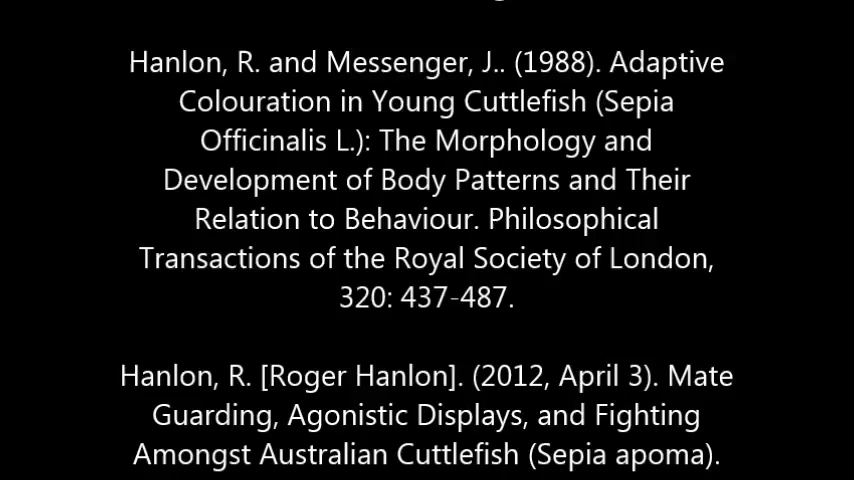 Hanlon, R. and Messenger, J.. (1988). Adaptive
Colouration in Young Cuttlefish (Sepia
Officinalis L.): The Morphology and
Development of Body Patterns and Their
Relation to Behaviour. Philosophical
Transactions of the Royal Society of London,
320: 437-487.
Hanlon, R. [Roger Hanlon]. (2012, April 3). Mate
Guarding, Agonistic Displays, and Fighting
Amongst Australian Cuttlefish (Sepia apoma).